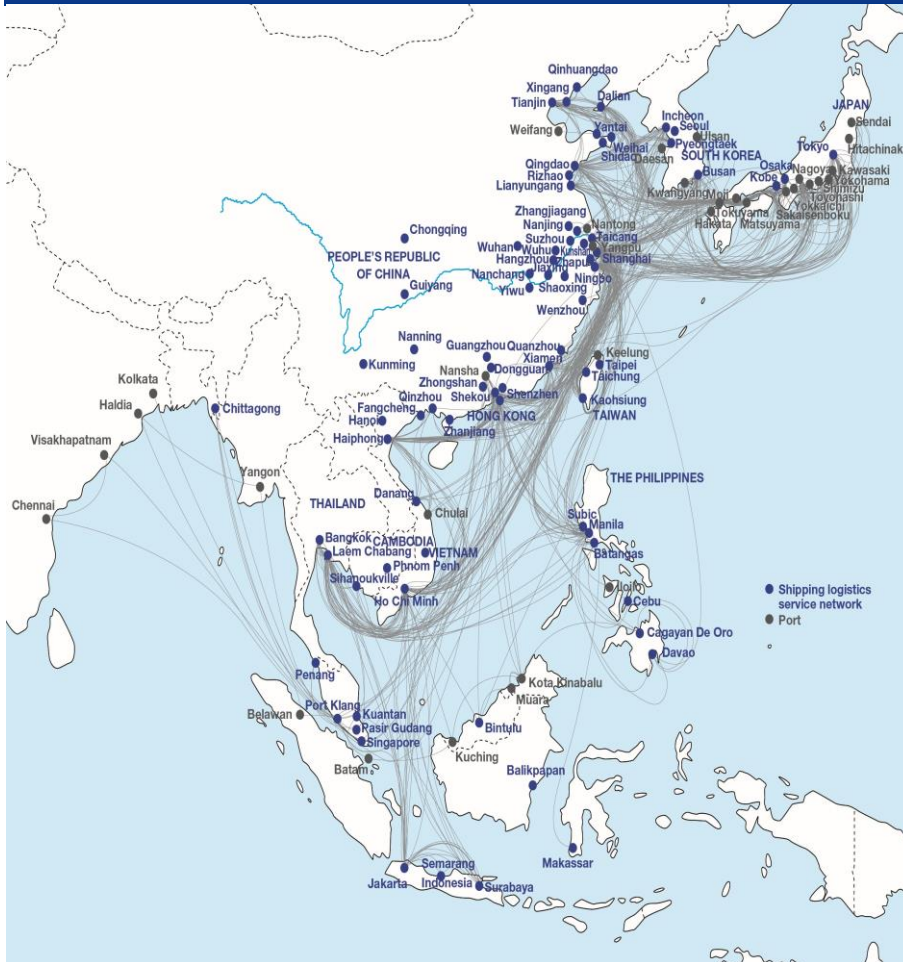 Qinhuangdao
Xingang
Tianjin
Dalian
Weifang
Yantai
Weihai
Shidao
Incheon
Seoul
Ulsan
Pyeongtaek
Daesan
SOUTH KOREA
Busan
Kwangyang
JAPAN
Sendai
Hitachinak
Tokyo
Osaka
Nagoya
Kawasaki
Kobe
Yokohama
Shimizu
Toyohashi
Yokkaichi
Sakaisenboku
Moji
Tokuyama
Hakata
Matsuyama
Qingdao
Rizhao
Lianyungang
Zhangjiagang
Nanjing
Nantong
Chongqing
Suzhou
Taicang
Wuhan
Wuhu
Kunshan
Yangpu
PEOPLE'S REPUBLIC
OF CHINA
Hangzhou
Zhapu
Shanghai
Nanchang
Jiaxing
Ningbo
Guiyang
Yiwu
Shaoxing
Wenzhou
Nanning
Guangzhou
Quanzhou
Kunming
Xiamen
Keelung
Nansha
Dongguan
Taipei
Zhongshan
Taichung
Kolkata
Qinzhou
Shekou
Shenzhen
Haldia
Chittagong
Fangcheng
HONG KONG
Kaohsiung
Hanoi
TAIWAN
Zhanjiang
Visakhapatnam
Haiphong
Yangon
THE PHILIPPINES
Chennai
THAILAND
Danang
Chulai
Subic
Manila
Bangkok
CAMBODIA
Laem Chabang
VIETNAM
Batangas
Phnom Penh
Sihanoukville
Ho Chi Minh
Iloilo
Cebu
Shipping logistics
service network
Port
Cagayan De Oro
Davao
Penang
Kota Kinabalu
Muara
Port Klang
Kuantan
Belawan
Pasir Gudang
Bintulu
Singapore
Kuching
Batam
Balikpapan
Makassar
Semarang
Jakarta
Indonesia
Surabaya